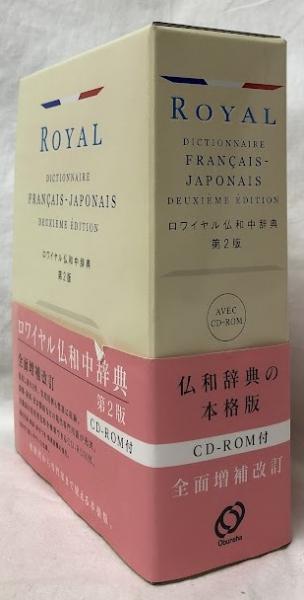 ROYAL
DICTIONNAIRE
FRANÇAIS-JAPONAIS
DEUXIÈME ÉDITION
ロワイヤル仏和中辞典
第2版
ロワイヤル仏和中辞典
第2版
全面増補改訂
CD-ROM付
ROYAL
DICTIONNAIRE
FRANÇAIS-
JAPONAIS
DEUXIÈME ÉDITION
ロワイヤル仏和中辞典
第2版
AVEC
CD-ROM
仏和辞典の
本格版
CD-ROM付
全面増補改訂
Obunsha